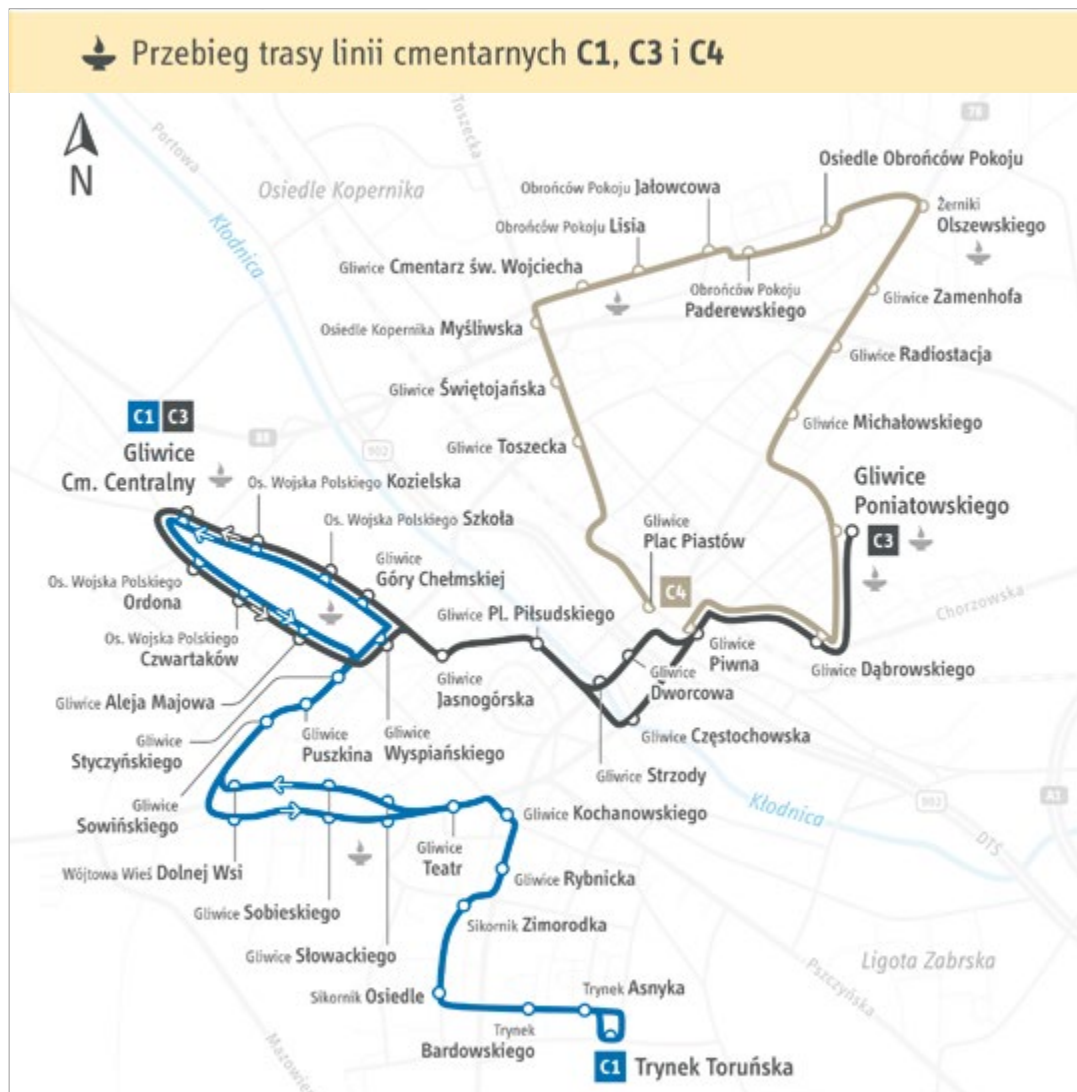 Przebieg trasy linii cmentarnych C1, C3 i C4
N
Portowa
Toszecka
78
Osiedle Kopernika
Kłodnica
Osiedle Obrońców Pokoju
Obrońców Pokoju Jałowcowa
Obrońców Pokoju Lisia
Żerniki
Olszewskiego
Gliwice Cmentarz św. Wojciecha
Obrońców Pokoju
Paderewskiego
Gliwice Zamenhofa
Osiedle Kopernika Myśliwska
Gliwice Radiostacja
Gliwice Świętojańska
Gliwice Michałowskiego
Gliwice Toszecka
C1 C3
Gliwice
Cm. Centralny
88
902
Os. Wojska Polskiego Kozielska
Gliwice
Poniatowskiego
C3
Os. Wojska Polskiego Szkoła
Gliwice
Plac Piastów
Gliwice
Góry Chełmskiej
Os. Wojska Polskiego
Ordona
C4
Gliwice Pl. Piłsudskiego
Chorzowska
Os. Wojska Polskiego
Czwartaków
Gliwice
Piwna
Gliwice Dąbrowskiego
Gliwice
Jasnogórska
Gliwice
Dworcowa
Gliwice Aleja Majowa
Gliwice
Styczyńskiego
Gliwice
Puszkina
Gliwice
Wyspiańskiego
Gliwice Częstochowska
Gliwice Strzody
Gliwice
Sowińskiego
Gliwice Kochanowskiego
Kłodnica
902
A1
DTŚ
Wójtowa Wieś Dolnej Wsi
Gliwice
Teatr
Gliwice Rybnicka
Gliwice Sobieskiego
Sikornik Zimorodka
Gliwice Słowackiego
Ligota Zabrska
Pszczyńska
Sikornik Osiedle
Trynek Asnyka
Trynek
Bardowskiego
C1 Trynek Toruńska